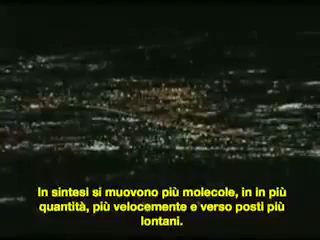 In sintesi si muovono più molecole, in in più
quantità, più velocemente e verso posti più
lontani.